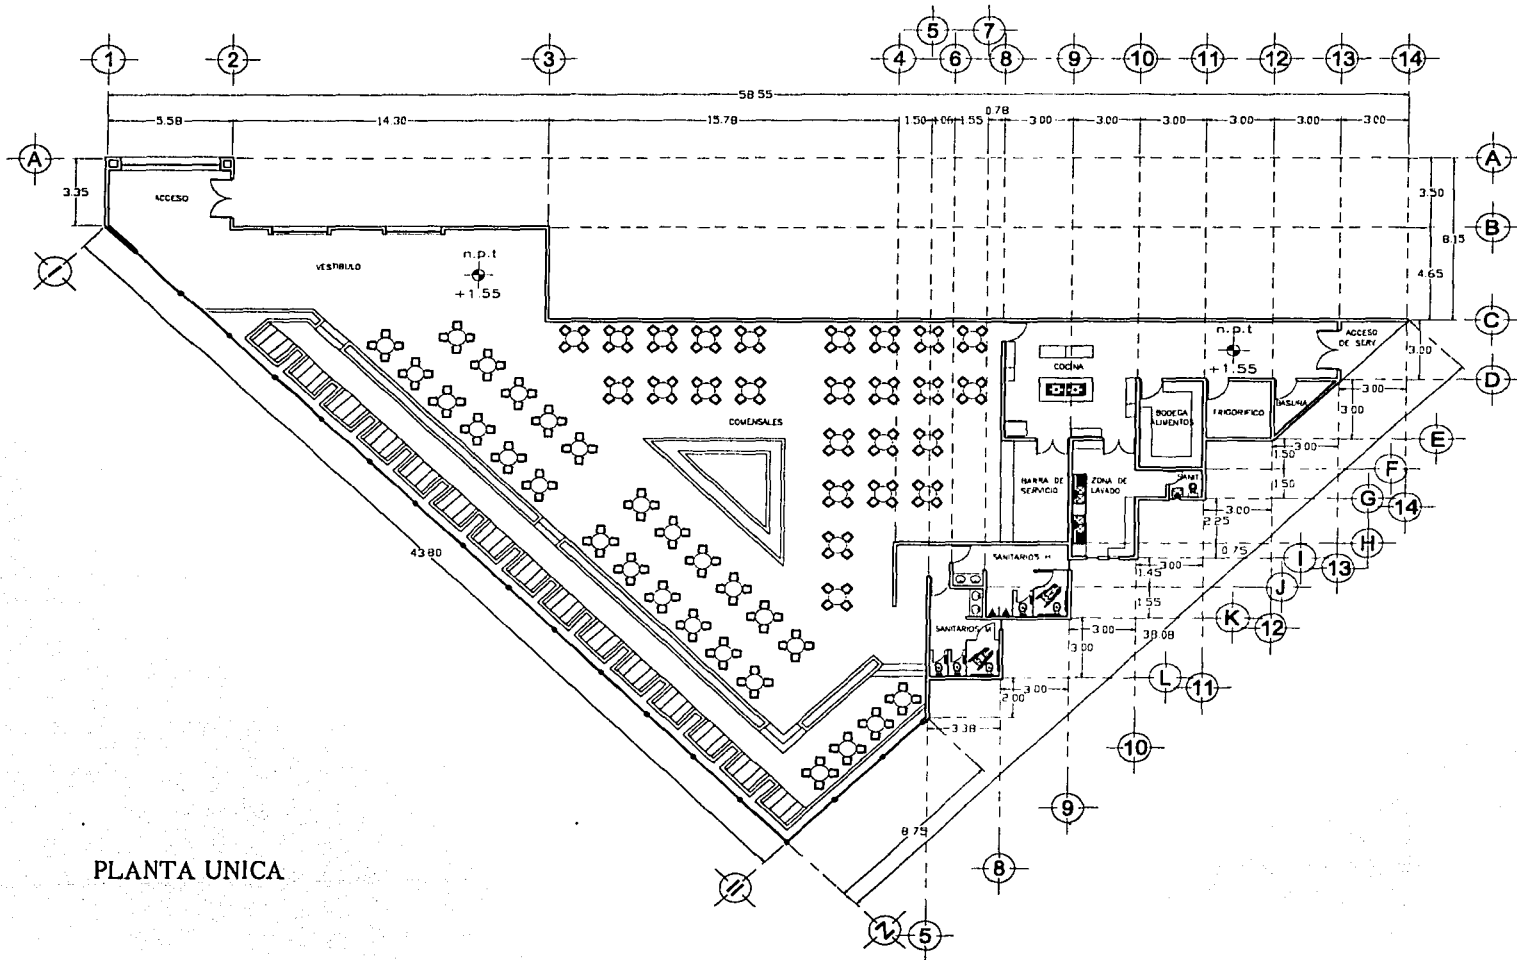 5 7
1 2 3 4 6 8 9 10 11 12 13 14
58.55
0.78
5.58 14.30 15.78 1.50 1.55 3.00 3.00 3.00 3.00 3.00 3.00
A A
3.35 3.50
ACCESO
B
8.15
n.p.t
VESTIBULO
+1.55
4.65
I
C
n.p.t
ACCESO
DE SERV
3.00
COCINA
+1.55
D
3.00
BASURA
3.00
BODEGA
ALIMENTOS
FRIGORIFICO
COMENSALES
E
3.00
1.50
F
BARRA DE
SERVICIO
ZONA DE
LAVADO
SANIT
1.50
G
14
3.00
2.25
H
43.80
0.75
SANITARIOS H
I
3.00
1.45
13
J
1.55
K
12
SANITARIOS M
3.00
38.08
3.00
L
11
3.00
2.00
3.38
10
9
8.75
8
PLANTA UNICA
II
Z
5